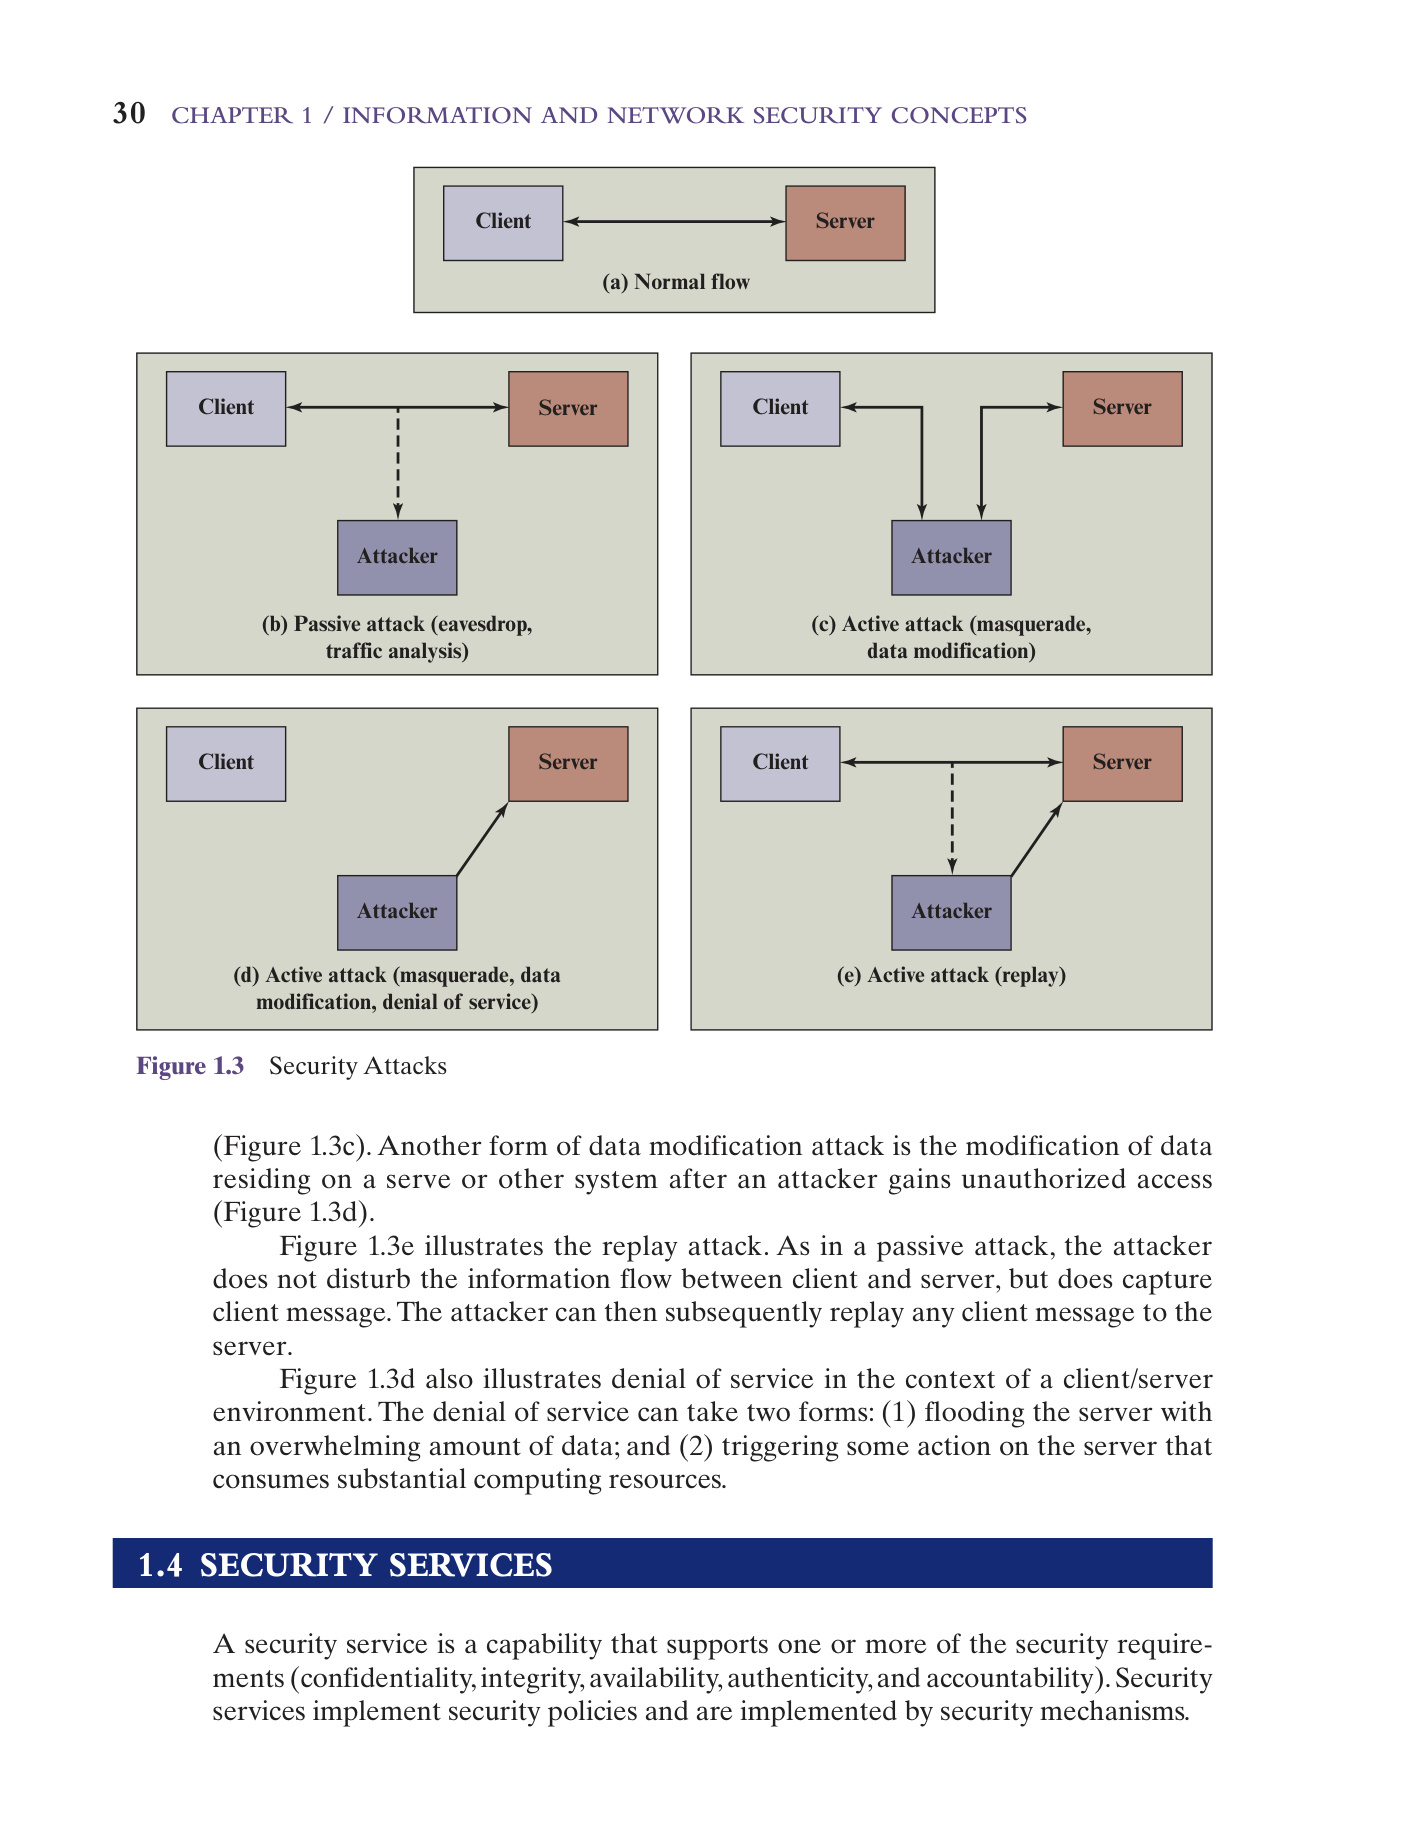 30 CHAPTER 1 / INFORMATION AND NETWORK SECURITY CONCEPTS
Client
Server
(a) Normal flow
Client
Server
Attacker
(b) Passive attack (eavesdrop,
traffic analysis)
Client
Server
Attacker
(c) Active attack (masquerade,
data modification)
Client
Server
Attacker
(d) Active attack (masquerade, data
modification, denial of service)
Client
Server
Attacker
(e) Active attack (replay)
Figure 1.3 Security Attacks
(Figure 1.3c). Another form of data modification attack is the modification of data
residing on a serve or other system after an attacker gains unauthorized access
(Figure 1.3d).
Figure 1.3e illustrates the replay attack. As in a passive attack, the attacker
does not disturb the information flow between client and server, but does capture
client message. The attacker can then subsequently replay any client message to the
server.
Figure 1.3d also illustrates denial of service in the context of a client/server
environment. The denial of service can take two forms: (1) flooding the server with
an overwhelming amount of data; and (2) triggering some action on the server that
consumes substantial computing resources.
1.4 SECURITY SERVICES
A security service is a capability that supports one or more of the security require-
ments (confidentiality, integrity, availability, authenticity, and accountability). Security
services implement security policies and are implemented by security mechanisms.